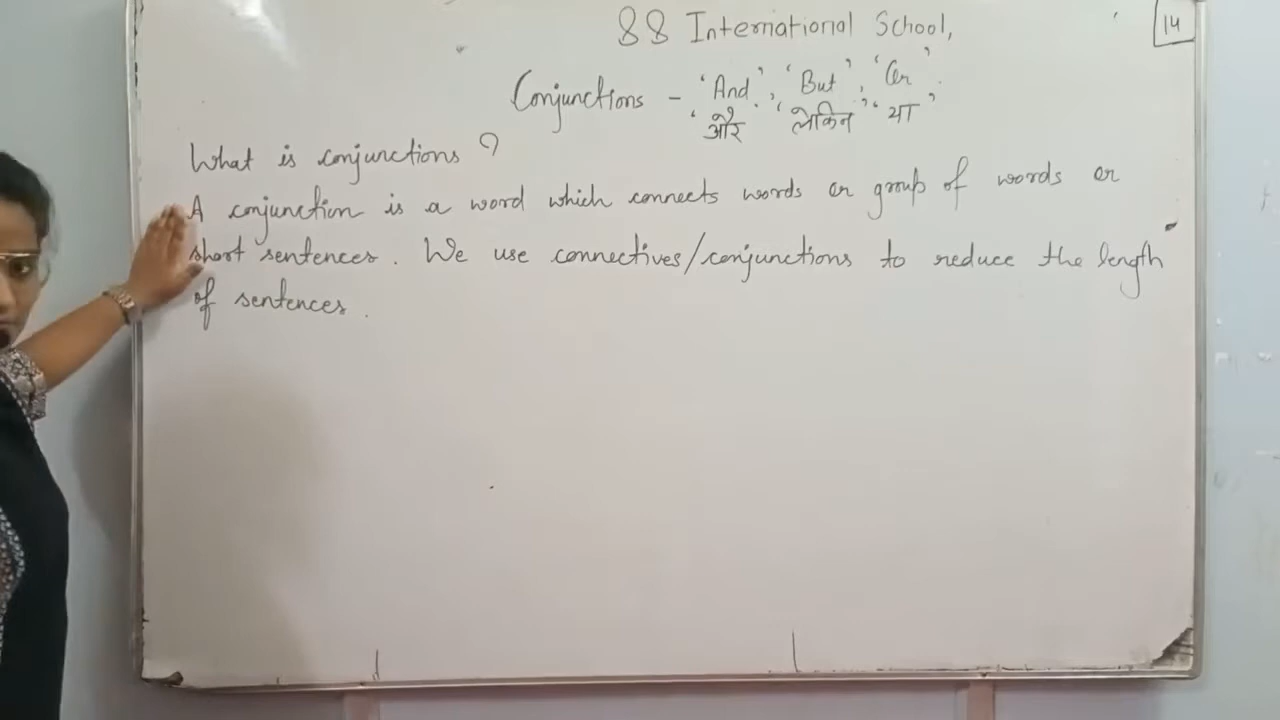 88 International School,
14
Conjunctions - 'And', 'But', 'Or'
'और', 'लेकिन', 'या'
What is conjunctions ?
A conjunction is a word which connects words or group of words or
short sentences. We use connectives/conjunctions to reduce the length
of sentences.